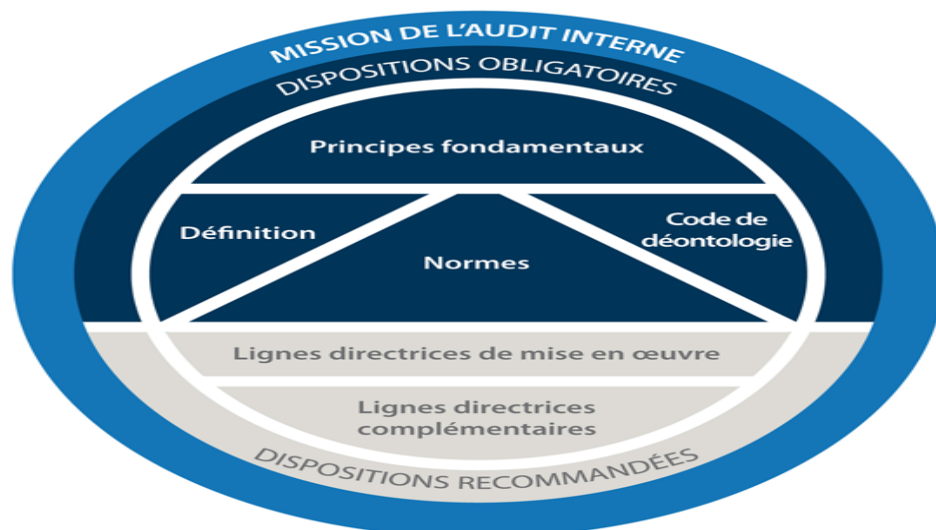 MISSION DE L'AUDIT INTERNE
DISPOSITIONS OBLIGATOIRES
Principes fondamentaux
Définition
Code de
déontologie
Normes
Lignes directrices de mise en œuvre
Lignes directrices
complémentaires
DISPOSITIONS RECOMMANDÉES